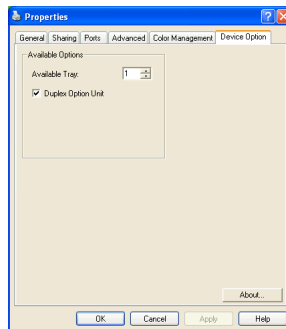 Properties
General Sharing Ports Advanced Color Management Device Option
Available Options
Available Tray: 1
Duplex Option Unit
About...
OK Cancel Apply Help